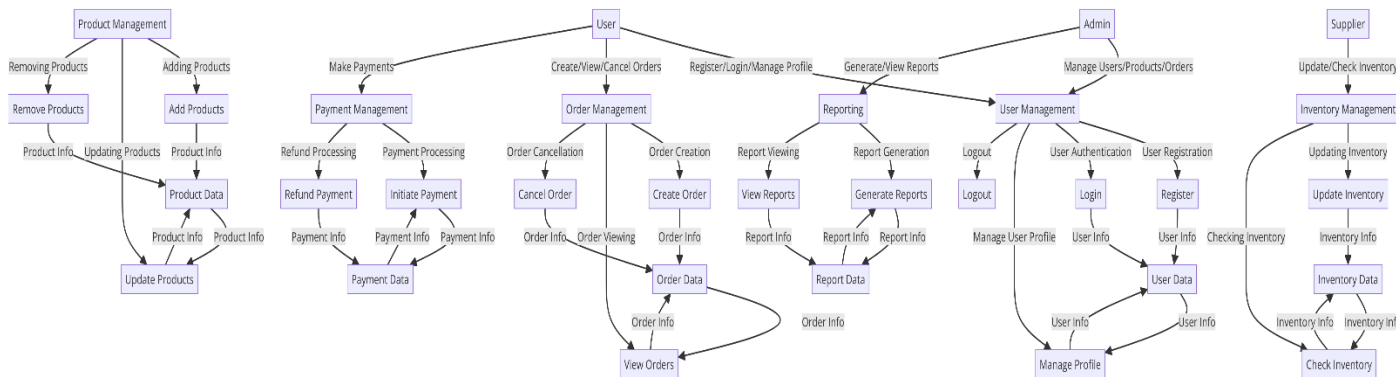 Product Management
User
Admin
Supplier
Removing Products
Adding Products
Make Payments
Create/View/Cancel Orders
Register/Login/Manage Profile
Generate/View Reports
Manage Users/Products/Orders
Update/Check Inventory
Remove Products
Add Products
Payment Management
Order Management
Reporting
User Management
Inventory Management
Product Info
Updating Products
Product Info
Refund Processing
Payment Processing
Order Cancellation
Order Creation
Report Viewing
Report Generation
Logout
User Authentication
User Registration
Updating Inventory
Product Data
Refund Payment
Initiate Payment
Cancel Order
Create Order
View Reports
Generate Reports
Logout
Login
Register
Update Inventory
Product Info
Product Info
Payment Info
Payment Info
Payment Info
Order Info
Order Viewing
Order Info
Report Info
Report Info
Report Info
Manage User Profile
User Info
User Info
Checking Inventory
Inventory Info
Update Products
Payment Data
Order Data
Report Data
User Data
Inventory Data
Order Info
Order Info
User Info
User Info
Inventory Info
Inventory Info
View Orders
Manage Profile
Check Inventory